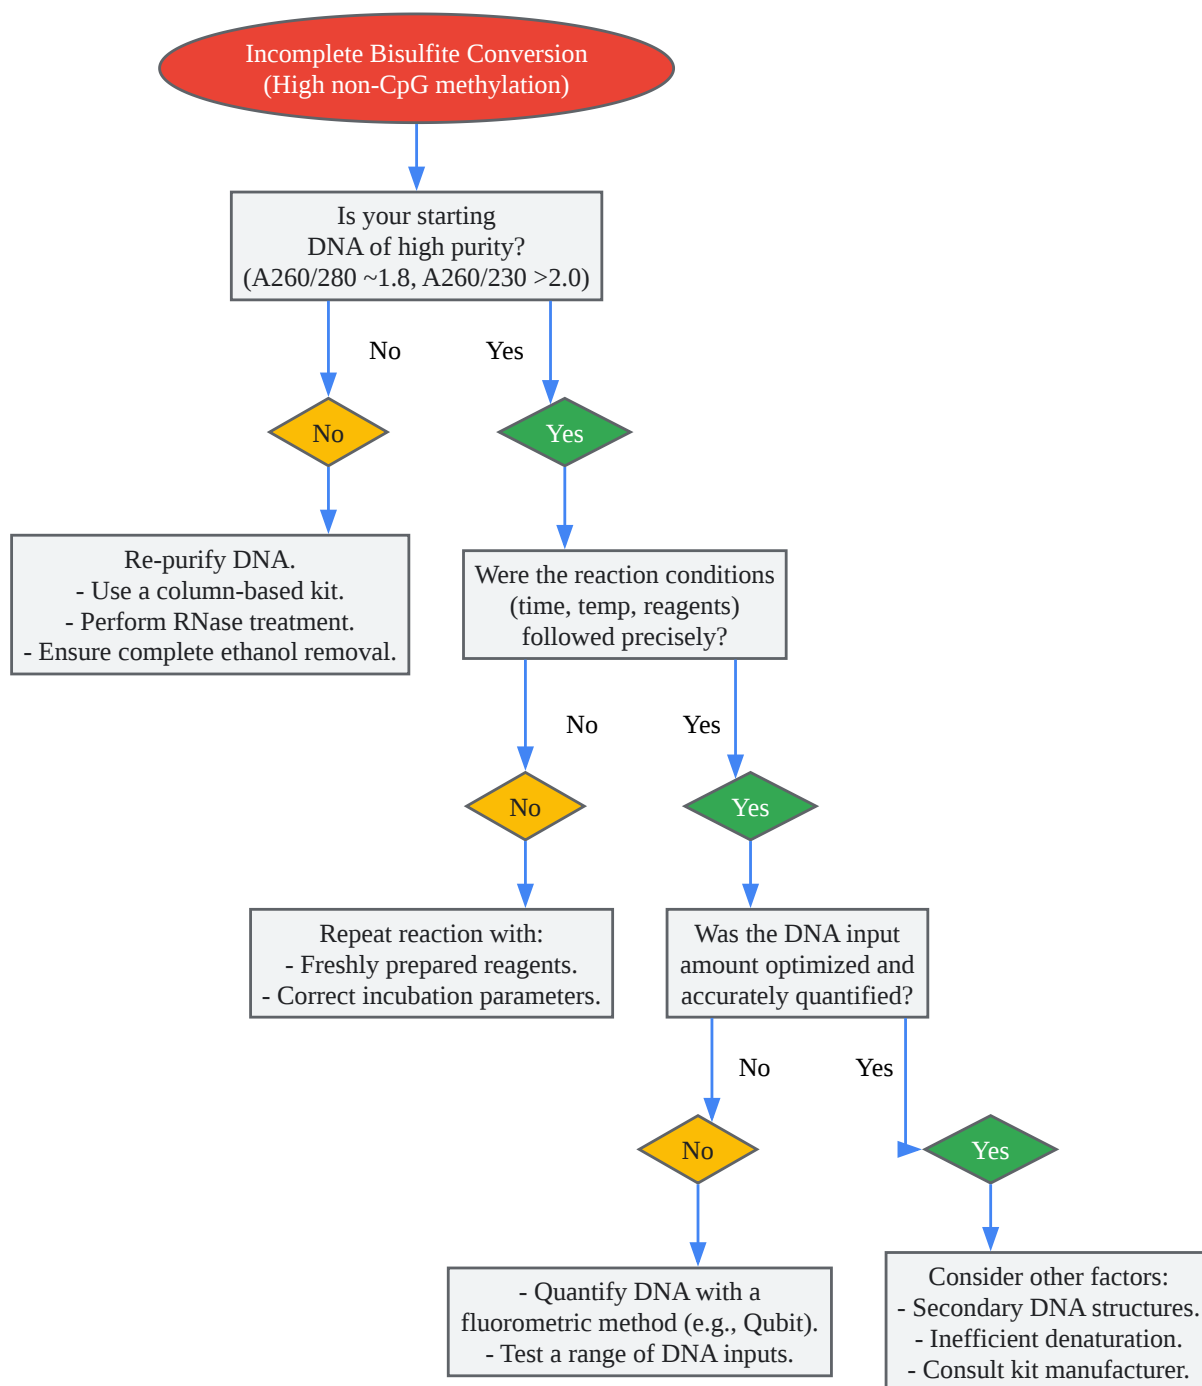 Incomplete Bisulfite Conversion
(High non-CpG methylation)
Is your starting
DNA of high purity?
(A260/280 ~1.8, A260/230 >2.0)
No
Yes
No
Yes
Re-purify DNA.
- Use a column-based kit.
- Perform RNase treatment.
- Ensure complete ethanol removal.
Were the reaction conditions
(time, temp, reagents)
followed precisely?
No
Yes
No
Yes
Repeat reaction with:
- Freshly prepared reagents.
- Correct incubation parameters.
Was the DNA input
amount optimized and
accurately quantified?
No
Yes
No
Yes
- Quantify DNA with a
fluorometric method (e.g., Qubit).
- Test a range of DNA inputs.
Consider other factors:
- Secondary DNA structures.
- Inefficient denaturation.
- Consult kit manufacturer.